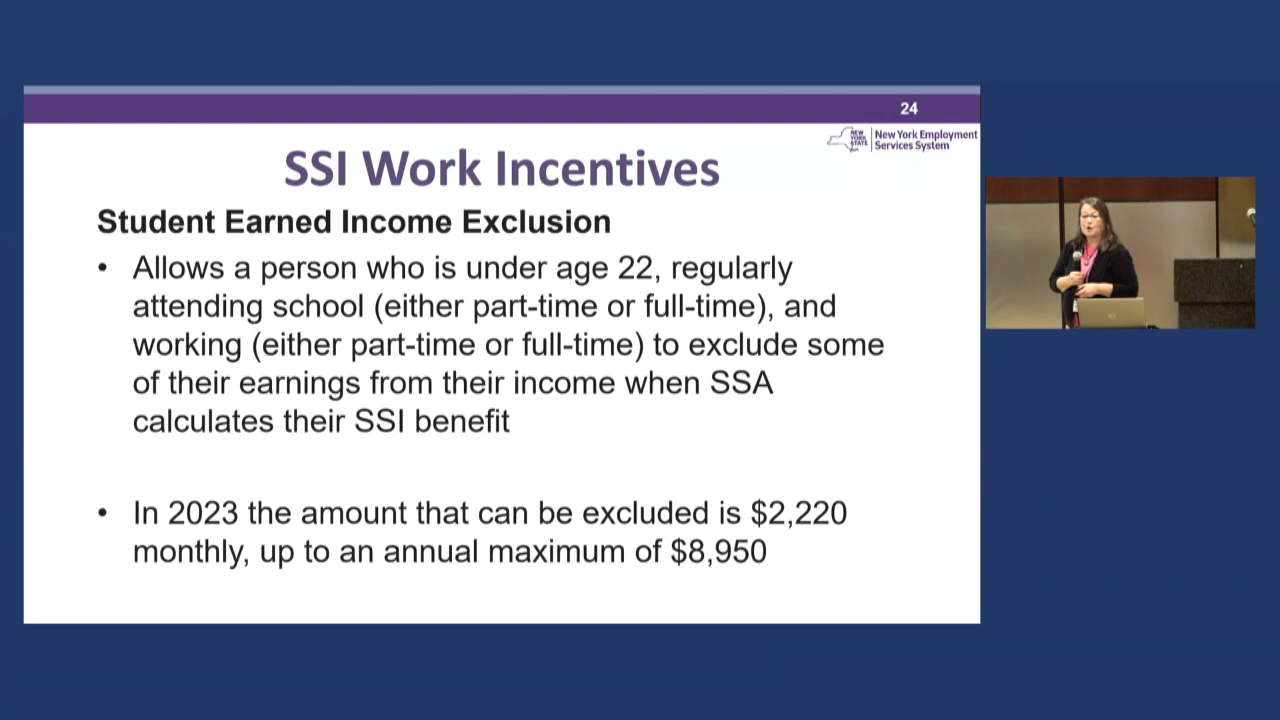 24
NEW
YORK
STATE
New York Employment
Services System
SSI Work Incentives
Student Earned Income Exclusion
• Allows a person who is under age 22, regularly
attending school (either part-time or full-time), and
working (either part-time or full-time) to exclude some
of their earnings from their income when SSA
calculates their SSI benefit
• In 2023 the amount that can be excluded is $2,220
monthly, up to an annual maximum of $8,950